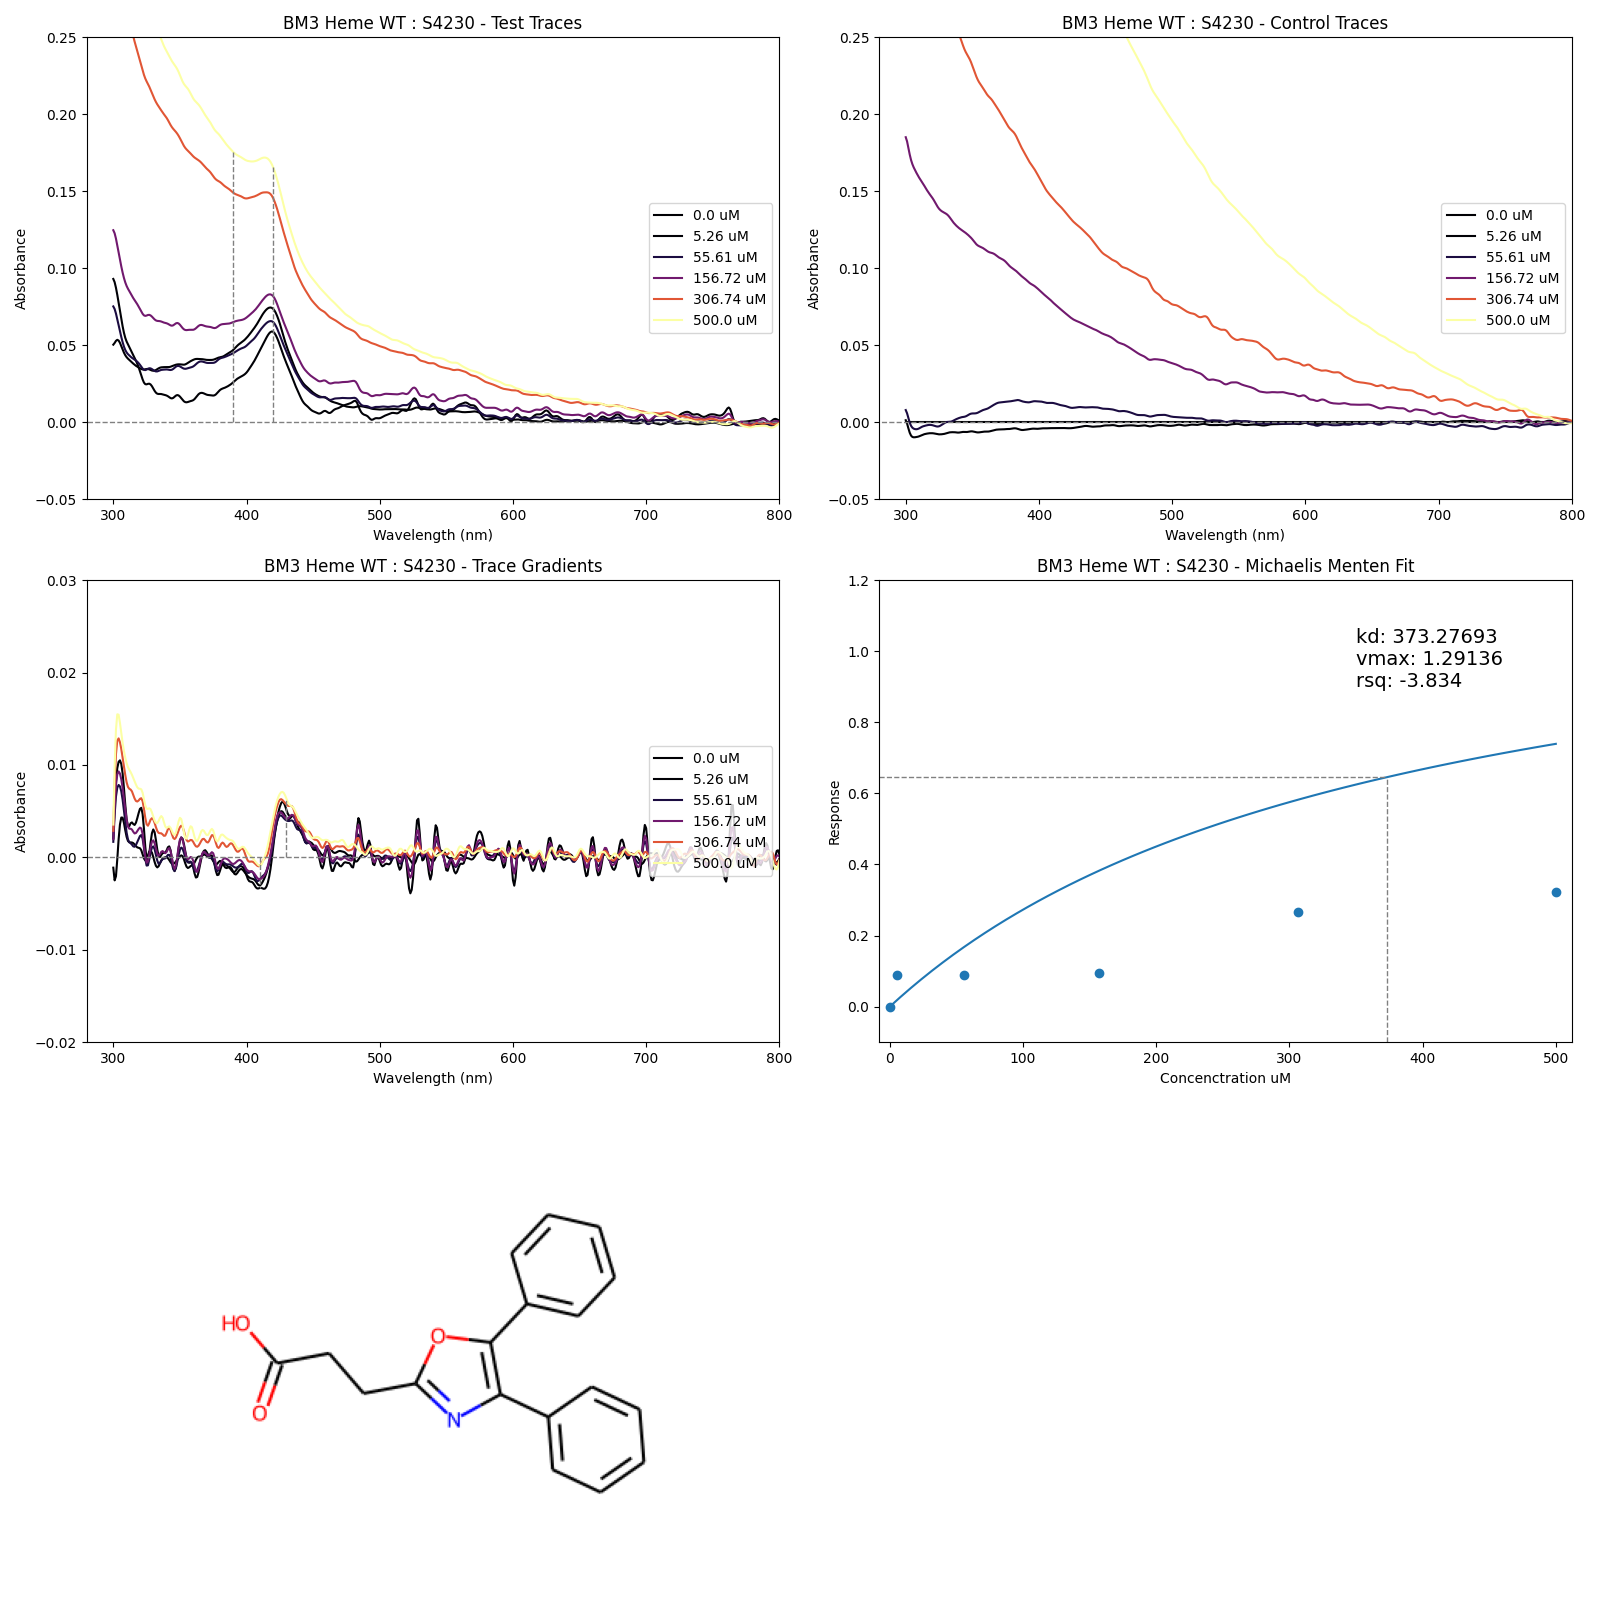 BM3 Heme WT : S4230 - Test Traces
0.25
0.20
0.15
0.10
0.05
0.00
−0.05
Absorbance
300 400 500 600 700 800
Wavelength (nm)
0.0 uM
5.26 uM
55.61 uM
156.72 uM
306.74 uM
500.0 uM
BM3 Heme WT : S4230 - Control Traces
0.25
0.20
0.15
0.10
0.05
0.00
−0.05
Absorbance
300 400 500 600 700 800
Wavelength (nm)
0.0 uM
5.26 uM
55.61 uM
156.72 uM
306.74 uM
500.0 uM
BM3 Heme WT : S4230 - Trace Gradients
0.03
0.02
0.01
0.00
−0.01
−0.02
Absorbance
300 400 500 600 700 800
Wavelength (nm)
0.0 uM
5.26 uM
55.61 uM
156.72 uM
306.74 uM
500.0 uM
BM3 Heme WT : S4230 - Michaelis Menten Fit
1.2
1.0
0.8
0.6
0.4
0.2
0.0
Response
0 100 200 300 400 500
Concenctration uM
kd: 373.27693
vmax: 1.29136
rsq: -3.834
HO
O
O
N